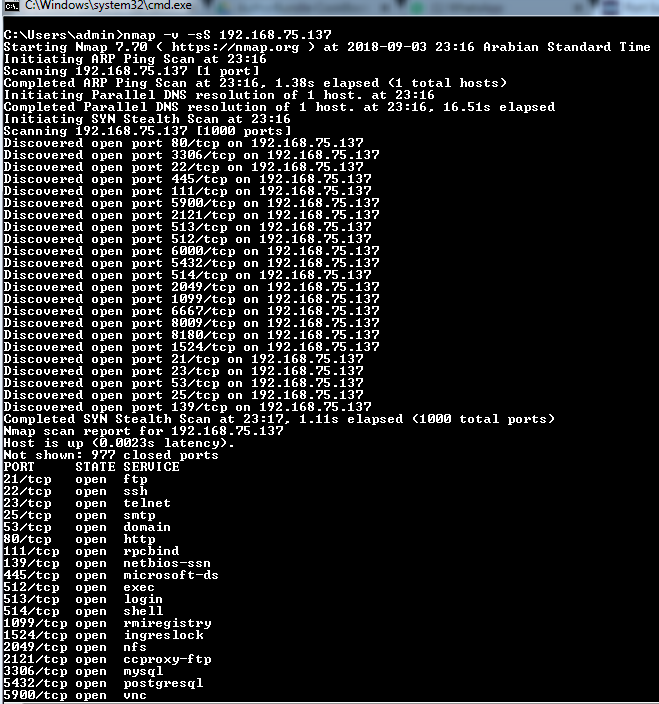 C:\Windows\system32\cmd.exe
C:\Users\admin>nmap -v -sS 192.168.75.137
Starting Nmap 7.70 ( https://nmap.org ) at 2018-09-03 23:16 Arabian Standard Time
Initiating ARP Ping Scan at 23:16
Scanning 192.168.75.137 [1 port]
Completed ARP Ping Scan at 23:16, 1.38s elapsed (1 total hosts)
Initiating Parallel DNS resolution of 1 host. at 23:16
Completed Parallel DNS resolution of 1 host. at 23:16, 16.51s elapsed
Initiating SYN Stealth Scan at 23:16
Scanning 192.168.75.137 [1000 ports]
Discovered open port 80/tcp on 192.168.75.137
Discovered open port 3306/tcp on 192.168.75.137
Discovered open port 22/tcp on 192.168.75.137
Discovered open port 445/tcp on 192.168.75.137
Discovered open port 111/tcp on 192.168.75.137
Discovered open port 5900/tcp on 192.168.75.137
Discovered open port 2121/tcp on 192.168.75.137
Discovered open port 513/tcp on 192.168.75.137
Discovered open port 512/tcp on 192.168.75.137
Discovered open port 6000/tcp on 192.168.75.137
Discovered open port 5432/tcp on 192.168.75.137
Discovered open port 514/tcp on 192.168.75.137
Discovered open port 2049/tcp on 192.168.75.137
Discovered open port 1099/tcp on 192.168.75.137
Discovered open port 6667/tcp on 192.168.75.137
Discovered open port 8009/tcp on 192.168.75.137
Discovered open port 8180/tcp on 192.168.75.137
Discovered open port 1524/tcp on 192.168.75.137
Discovered open port 21/tcp on 192.168.75.137
Discovered open port 23/tcp on 192.168.75.137
Discovered open port 53/tcp on 192.168.75.137
Discovered open port 25/tcp on 192.168.75.137
Discovered open port 139/tcp on 192.168.75.137
Completed SYN Stealth Scan at 23:17, 1.11s elapsed (1000 total ports)
Nmap scan report for 192.168.75.137
Host is up (0.0023s latency).
Not shown: 977 closed ports
PORT STATE SERVICE
21/tcp open ftp
22/tcp open ssh
23/tcp open telnet
25/tcp open smtp
53/tcp open domain
80/tcp open http
111/tcp open rpcbind
139/tcp open netbios-ssn
445/tcp open microsoft-ds
512/tcp open exec
513/tcp open login
514/tcp open shell
1099/tcp open rmiregistry
1524/tcp open ingreslock
2049/tcp open nfs
2121/tcp open ccproxy-ftp
3306/tcp open mysql
5432/tcp open postgresql
5900/tcp open vnc